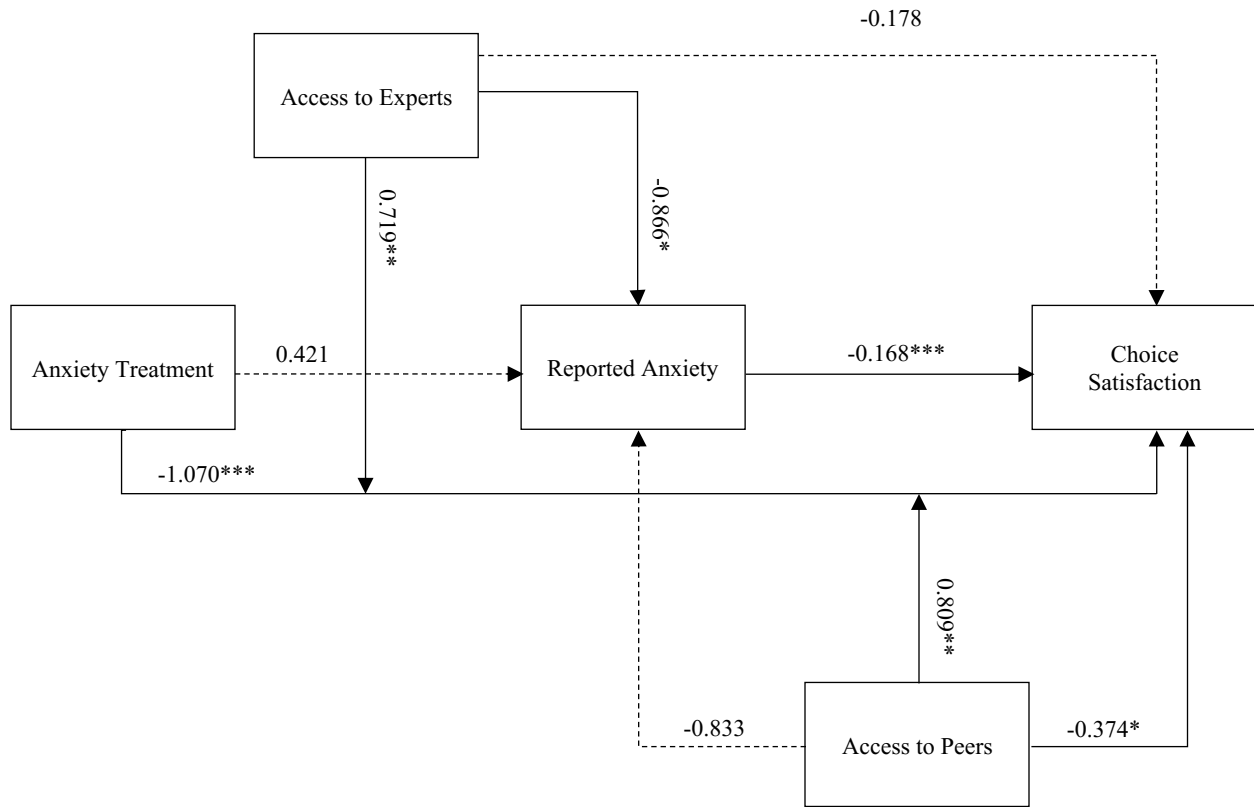 -0.178
Access to Experts
0.719**
-0.866*
Anxiety Treatment
0.421
Reported Anxiety
-0.168***
Choice
Satisfaction
-1.070***
0.809**
-0.833
Access to Peers
-0.374*